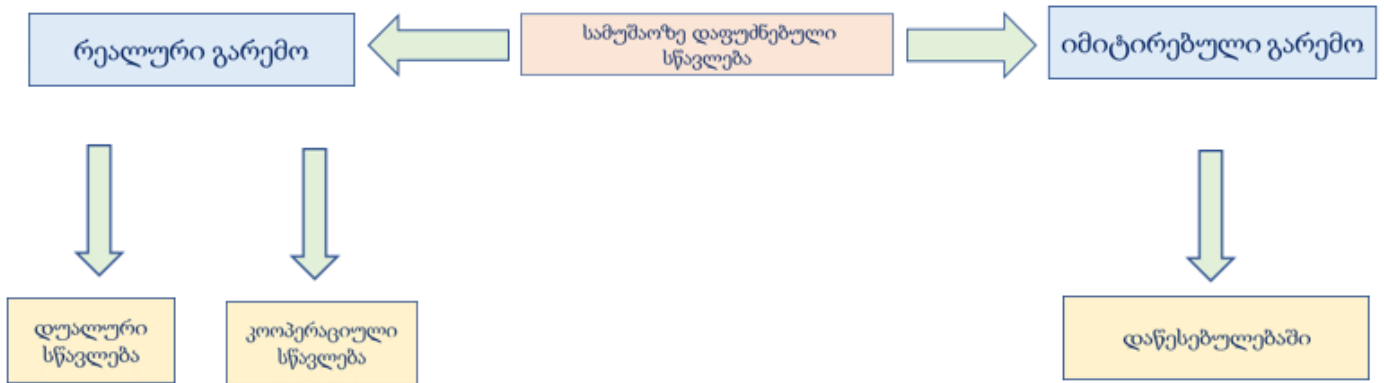 რეალური გარემო
სამუშაოზე დაფუძნებული
სწავლება
იმიტირებული გარემო
დუალური
სწავლება
კოოპერაციული
სწავლება
დაწესებულებაში